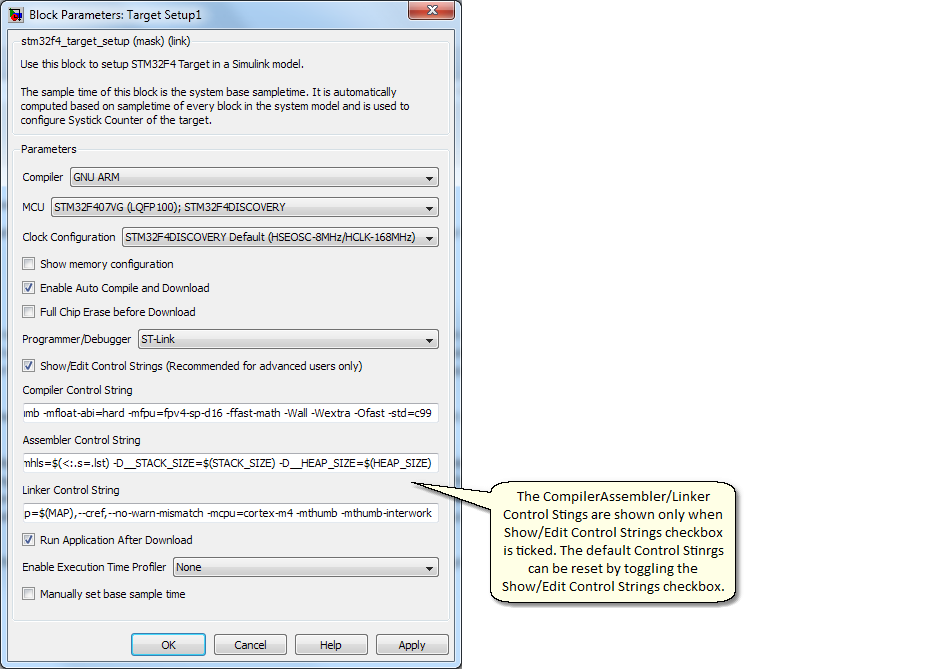 Block Parameters: Target Setup1
stm32f4_target_setup (mask) (link)
Use this block to setup STM32F4 Target in a Simulink model.
The sample time of this block is the system base sampletime. It is automatically
computed based on sampletime of every block in the system model and is used to
configure Systick Counter of the target.
Parameters
Compiler GNU ARM
MCU STM32F407VG (LQFP100); STM32F4DISCOVERY
Clock Configuration STM32F4DISCOVERY Default (HSEOSC-8MHz/HCLK-168MHz)
Show memory configuration
Enable Auto Compile and Download
Full Chip Erase before Download
Programmer/Debugger ST-Link
Show/Edit Control Strings (Recommended for advanced users only)
Compiler Control String
mb -mfloat-abi=hard -mfpu=fpv4-sp-d16 -ffast-math -Wall -Wextra -Ofast -std=c99
Assembler Control String
mhls=$(<:.s=.lst) -D__STACK_SIZE=$(STACK_SIZE) -D__HEAP_SIZE=$(HEAP_SIZE)
Linker Control String
p=$(MAP),--cref,--no-warn-mismatch -mcpu=cortex-m4 -mthumb -mthumb-interwork
Run Application After Download
Enable Execution Time Profiler None
Manually set base sample time
OK Cancel Help Apply
The CompilerAssembler/Linker
Control Stings are shown only when
Show/Edit Control Strings checkbox
is ticked. The default Control Stinrgs
can be reset by toggling the
Show/Edit Control Strings checkbox.